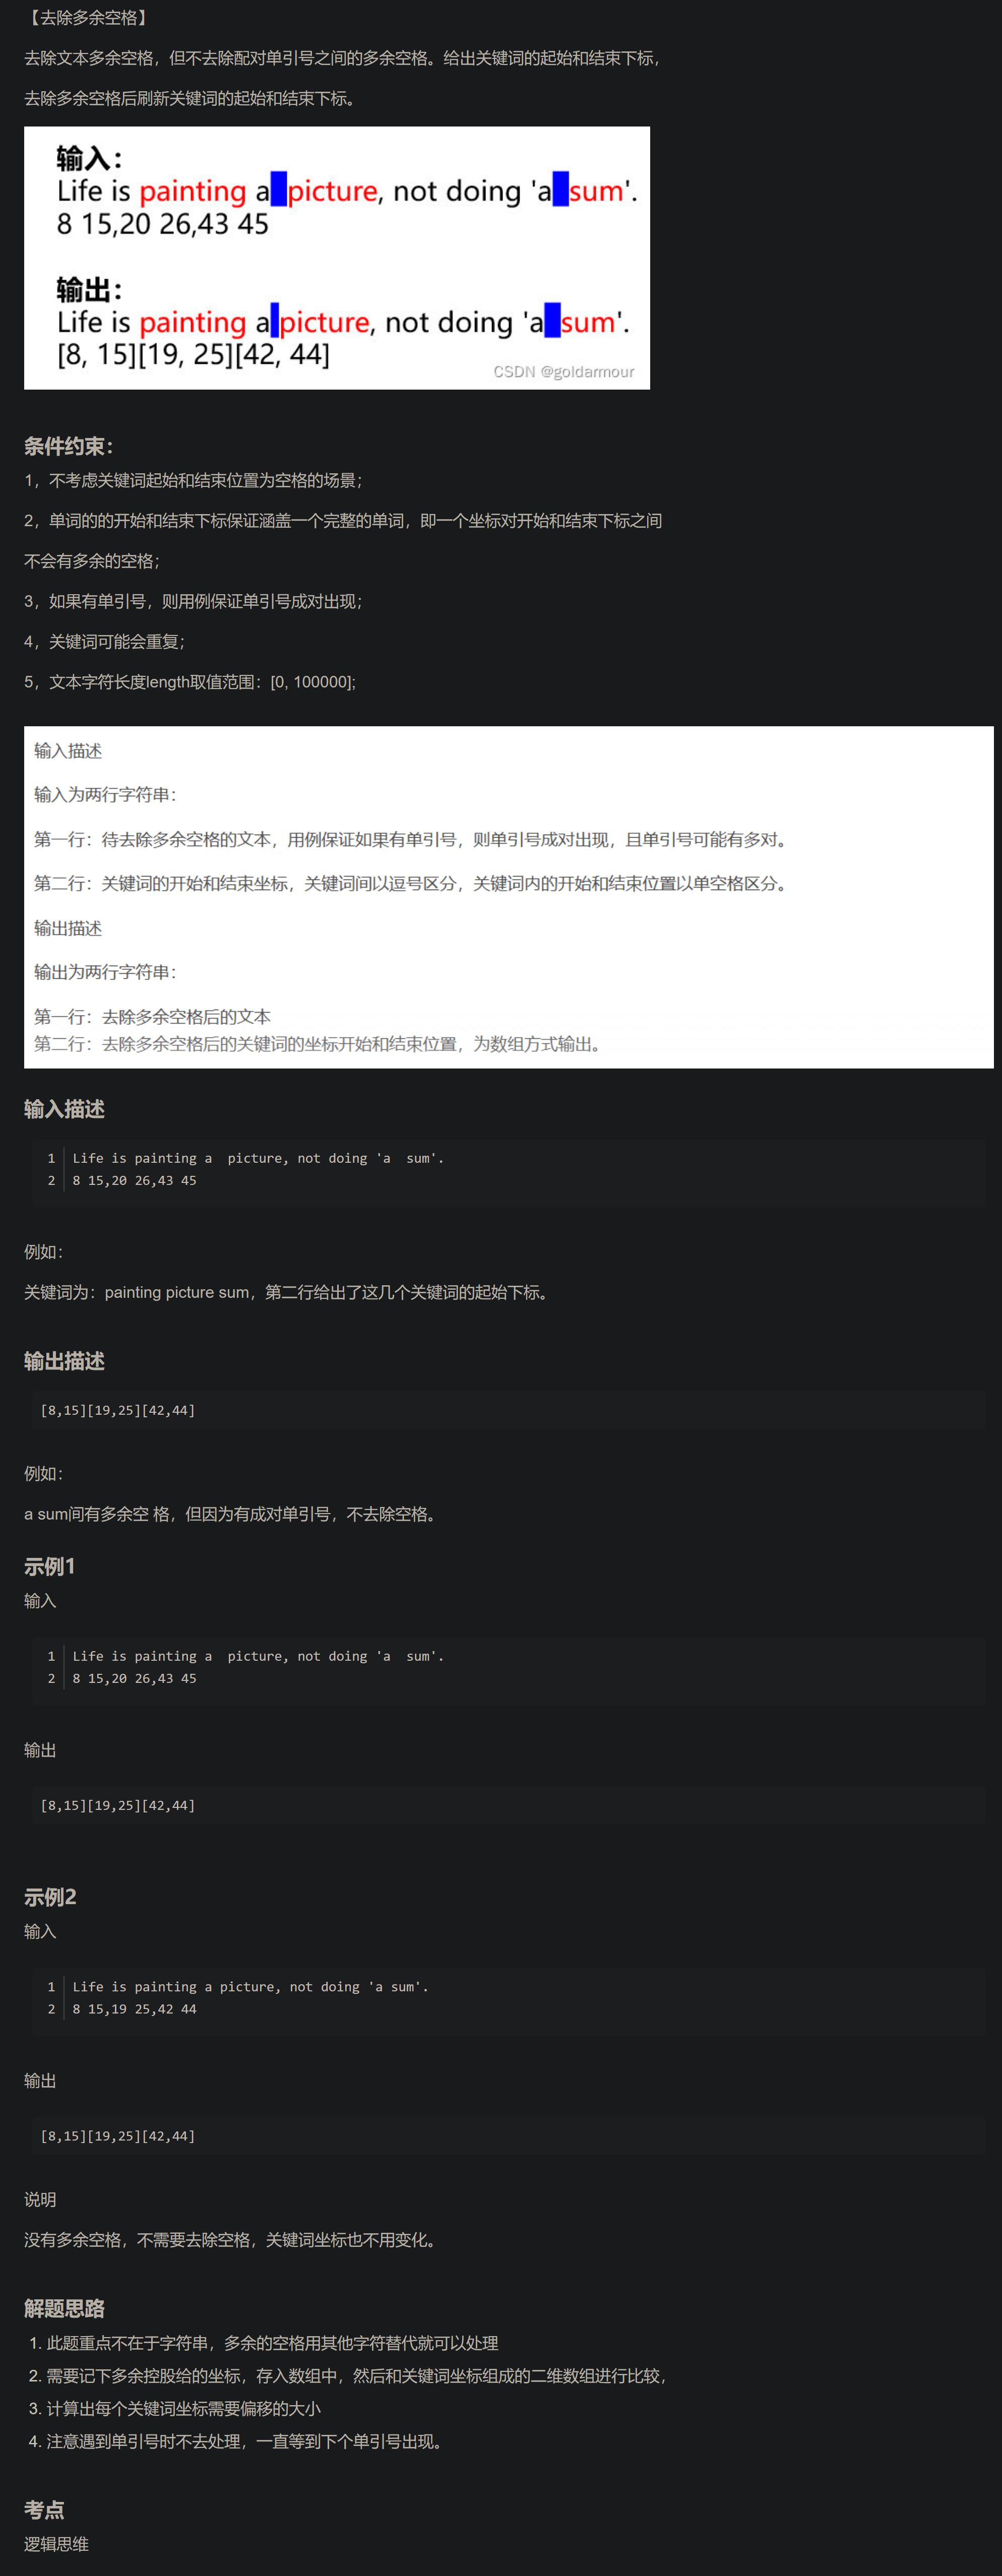 【去除多余空格】
去除文本多余空格，但不去除配对单引号之间的多余空格。给出关键词的起始和结束下标，
去除多余空格后刷新关键词的起始和结束下标。
输入：
Life is painting a  picture, not doing 'a  sum'.
8 15,20 26,43 45
输出：
Life is painting a picture, not doing 'a  sum'.
[8, 15][19, 25][42, 44]
CSDN @goldarmour
条件约束：
1，不考虑关键词起始和结束位置为空格的场景；
2，单词的的开始和结束下标保证涵盖一个完整的单词，即一个坐标对开始和结束下标之间
不会有多余的空格；
3，如果有单引号，则用例保证单引号成对出现；
4，关键词可能会重复；
5，文本字符长度length取值范围：[0, 100000];
输入描述
输入为两行字符串：
第一行：待去除多余空格的文本，用例保证如果有单引号，则单引号成对出现，且单引号可能有多对。
第二行：关键词的开始和结束坐标，关键词间以逗号区分，关键词内的开始和结束位置以单空格区分。
输出描述
输出为两行字符串：
第一行：去除多余空格后的文本
第二行：去除多余空格后的关键词的坐标开始和结束位置，为数组方式输出。
输入描述
1 Life is painting a  picture, not doing 'a  sum'.
2 8 15,20 26,43 45
例如：
关键词为：painting picture sum，第二行给出了这几个关键词的起始下标。
输出描述
[8,15][19,25][42,44]
例如：
a sum间有多余空 格，但因为有成对单引号，不去除空格。
示例1
输入
1 Life is painting a  picture, not doing 'a  sum'.
2 8 15,20 26,43 45
输出
[8,15][19,25][42,44]
示例2
输入
1 Life is painting a picture, not doing 'a sum'.
2 8 15,19 25,42 44
输出
[8,15][19,25][42,44]
说明
没有多余空格，不需要去除空格，关键词坐标也不用变化。
解题思路
1. 此题重点不在于字符串，多余的空格用其他字符替代就可以处理
2. 需要记下多余控股给的坐标，存入数组中，然后和关键词坐标组成的二维数组进行比较，
3. 计算出每个关键词坐标需要偏移的大小
4. 注意遇到单引号时不去处理，一直等到下个单引号出现。
考点
逻辑思维